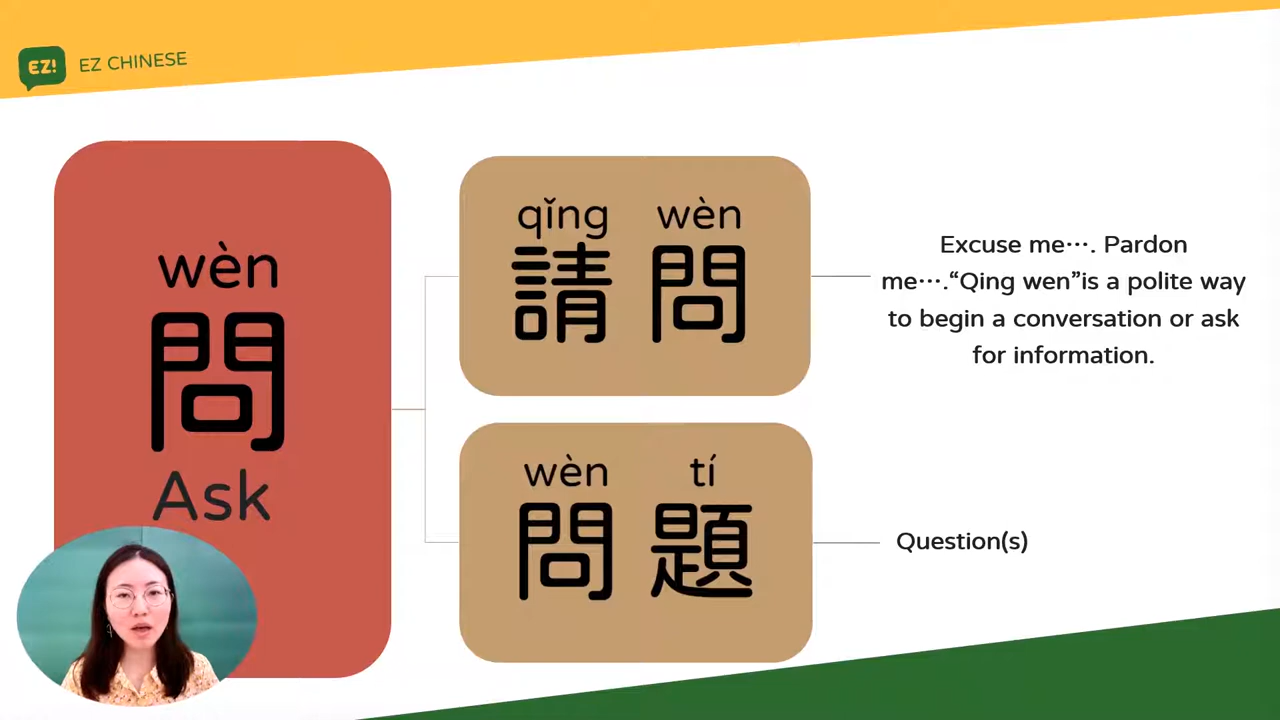 EZ!
EZ CHINESE
wèn
問
Ask
qǐng wèn
請問
Excuse me⋯. Pardon
me⋯.“Qing wen”is a polite way
to begin a conversation or ask
for information.
wèn tí
問題
Question(s)